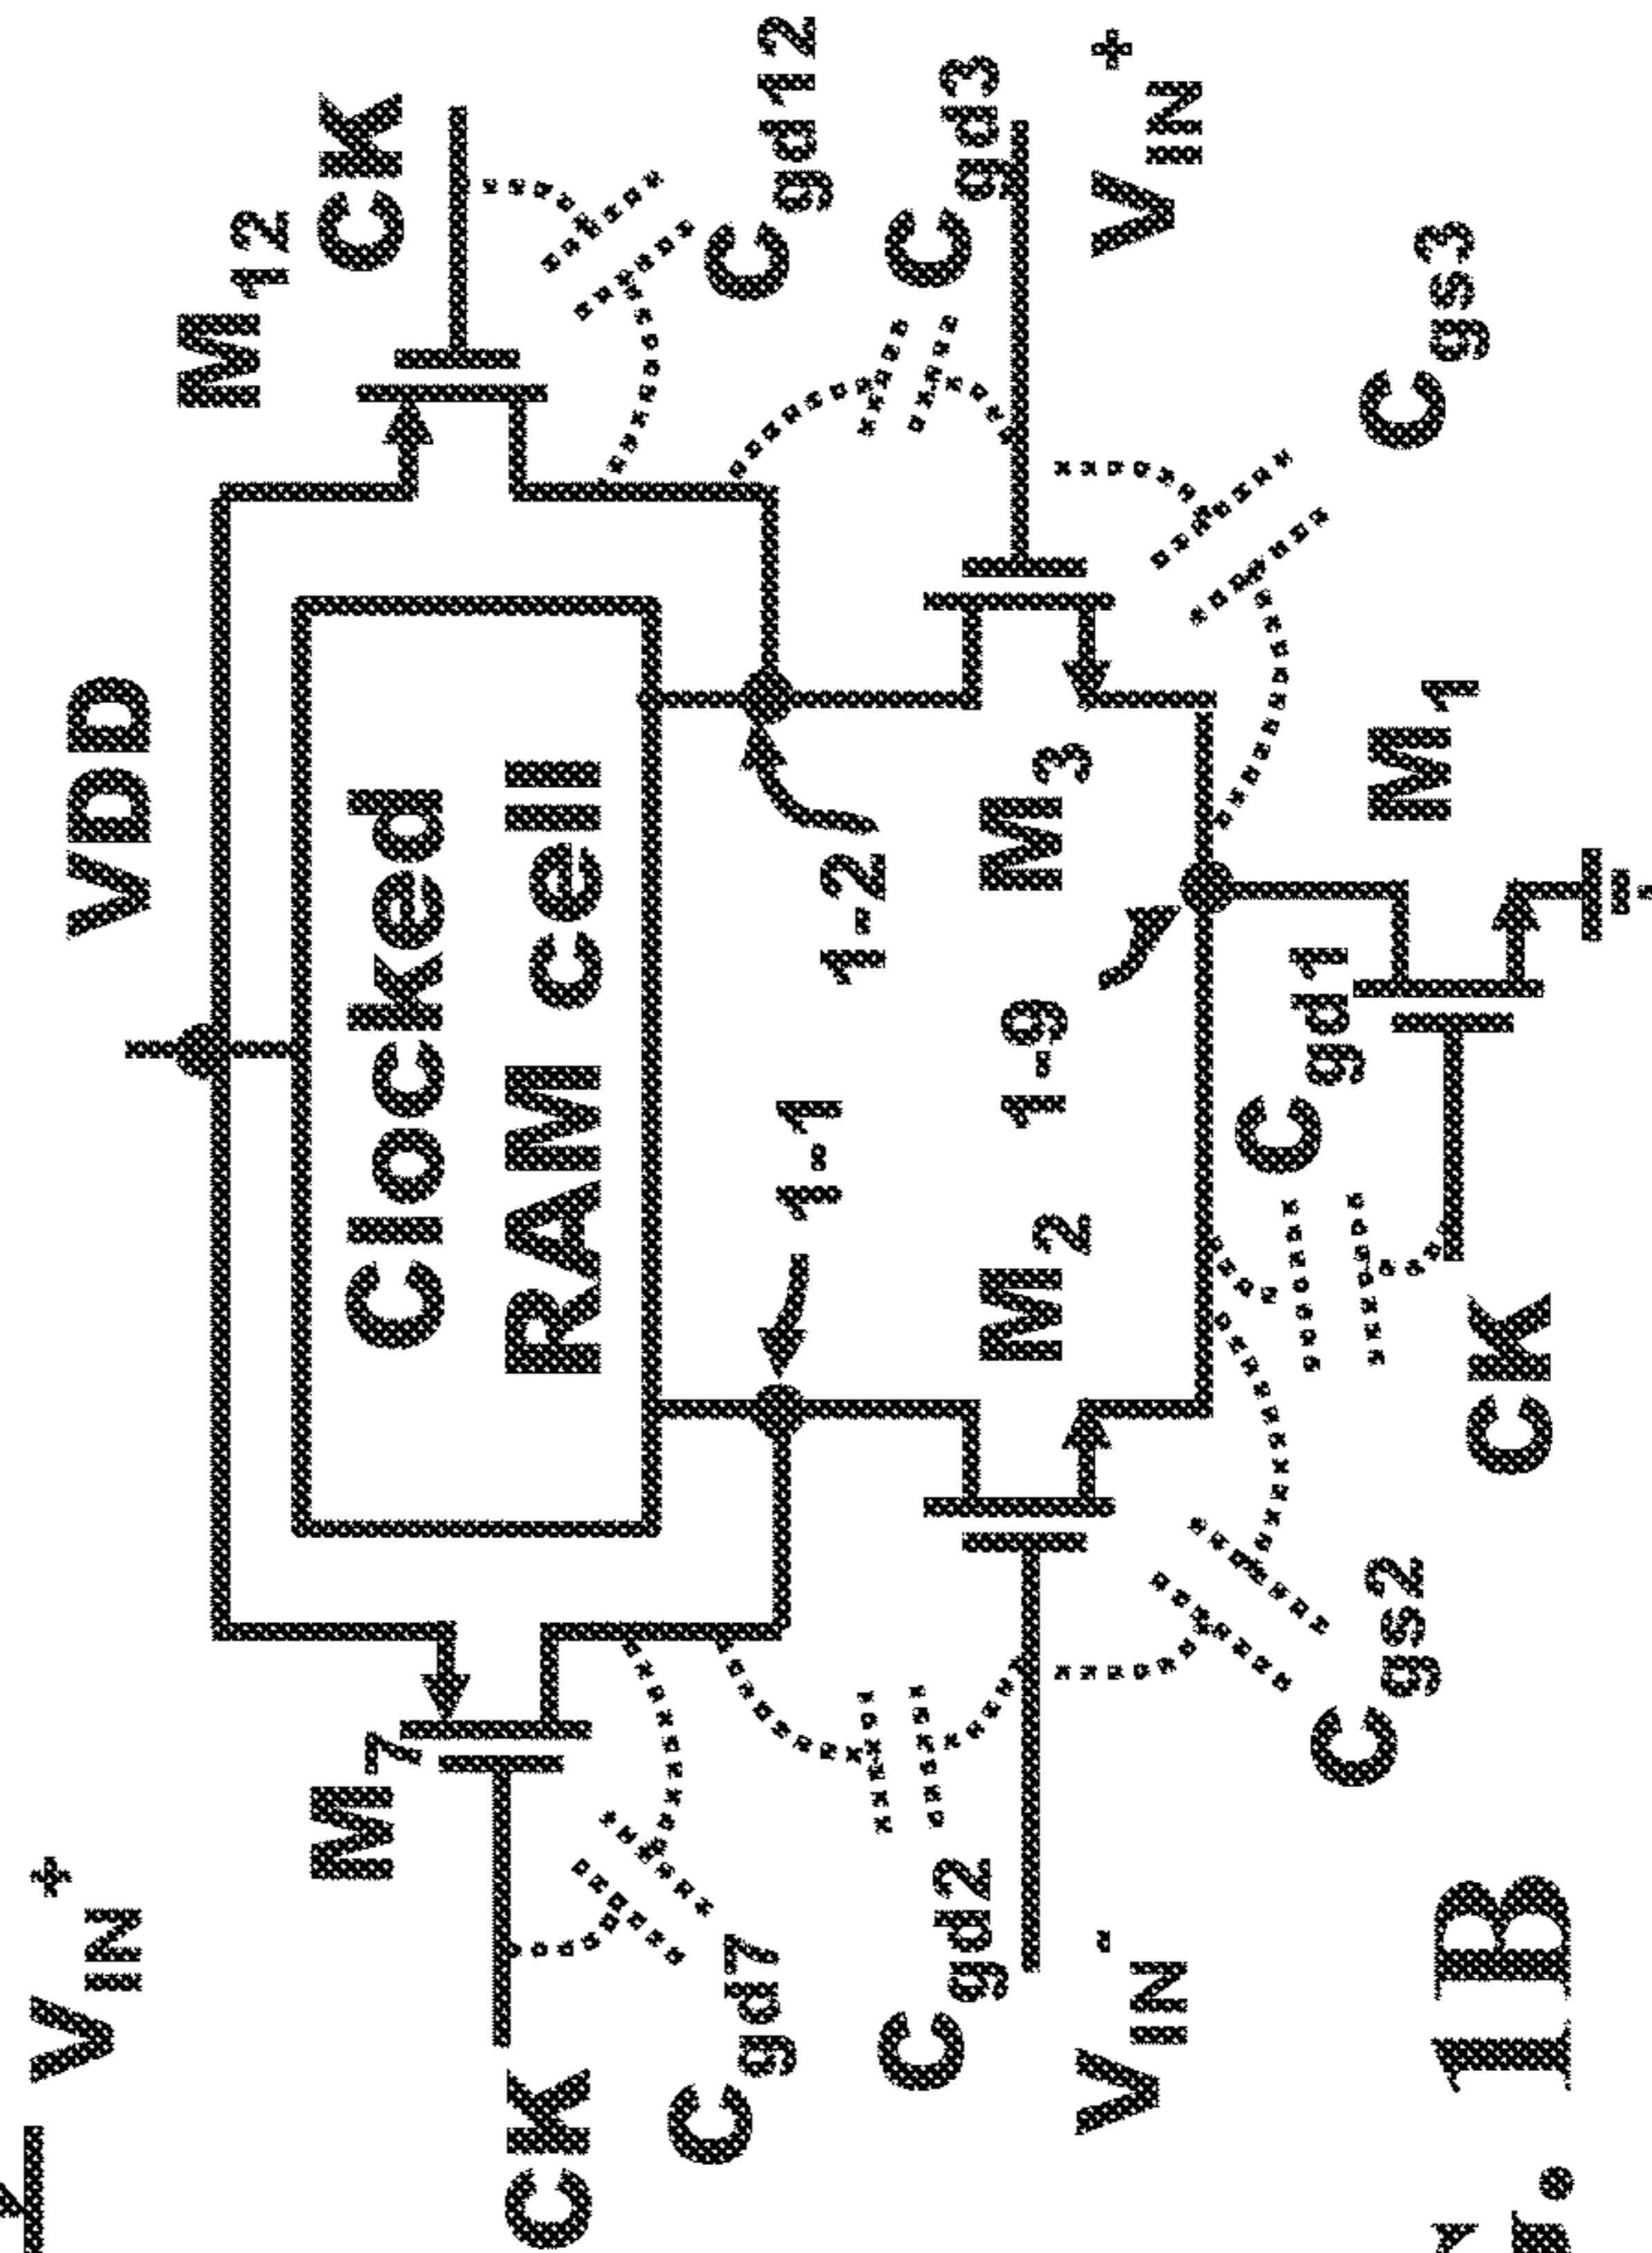 V_IN+
VDD
M12
CK
M7
Clocked
RAM cell
CK
Cgd12
Cgd7
1-1
1-2
Cgd3
Cgd2
M2
M3
1-9
VIN-
VIN+
Cgd1
Cgs2
M1
Cgs3
CK
1B